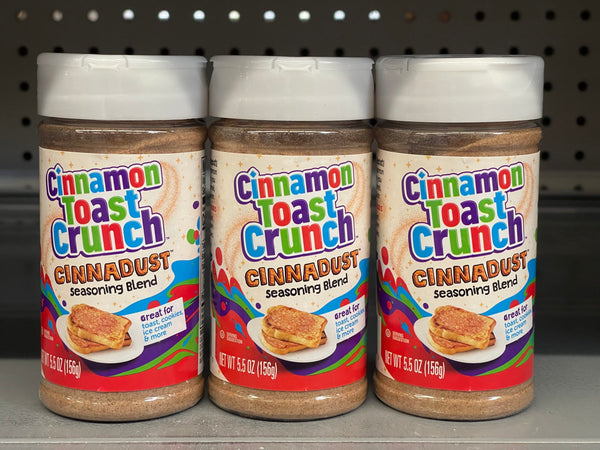 Cinnamon
Toast
Crunch
CINNADUST
Seasoning Blend
Great for
toast, cookies,
ice cream
& more
NET WT 5.5 OZ (156g)
Cinnamon
Toast
Crunch
CINNADUST
Seasoning Blend
Great for
toast, cookies,
ice cream
& more
NET WT 5.5 OZ (156g)
Cinnamon
Toast
Crunch
CINNADUST
Seasoning Blend
Great for
toast, cookies,
ice cream
& more
NET WT 5.5 OZ (156g)